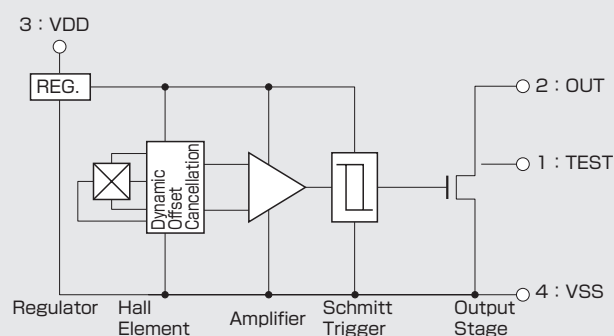 3：VDD
REG.
2：OUT
Dynamic
Offset
Cancellation
1：TEST
4：VSS
Regulator
Hall
Element
Amplifier
Schmitt
Trigger
Output
Stage